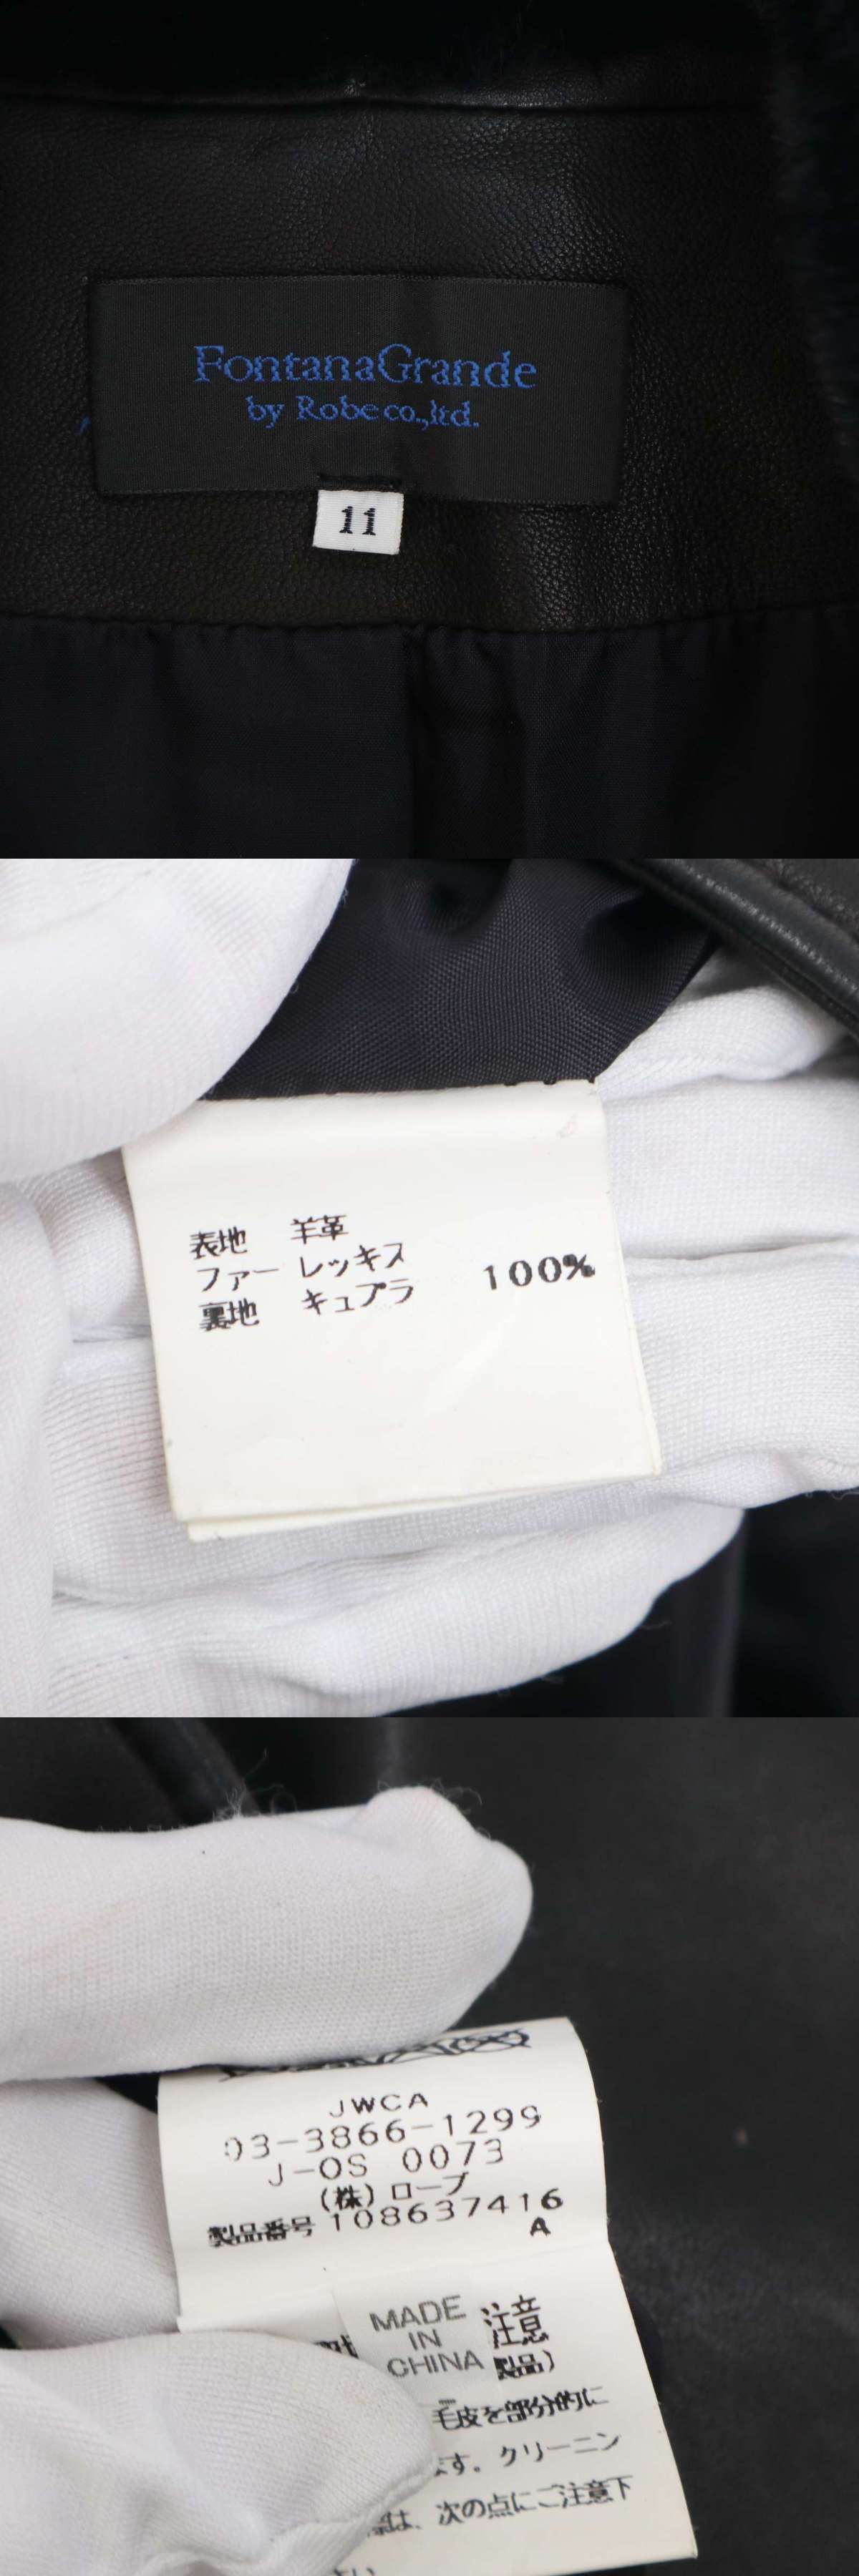 FontanaGrande
by Robe co.,ltd.
11
表地 羊革
ファー レッキス
裏地 キュプラ 100%
JWCA
03-3866-1299
J-OS 0073
(株)ローブ
製品番号 108637416
A
MADE
IN
CHINA
注意
製品)
毛皮を部分的に
ます。クリーニン
は、次の点にご注意下